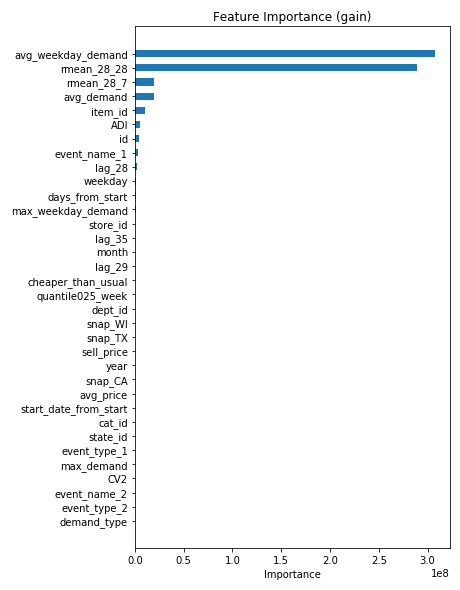 Feature Importance (gain)
avg_weekday_demand
rmean_28_28
rmean_28_7
avg_demand
item_id
ADI
id
event_name_1
lag_28
weekday
days_from_start
max_weekday_demand
store_id
lag_35
month
lag_29
cheaper_than_usual
quantile025_week
dept_id
snap_WI
snap_TX
sell_price
year
snap_CA
avg_price
start_date_from_start
cat_id
state_id
event_type_1
max_demand
CV2
event_name_2
event_type_2
demand_type
0.0 0.5 1.0 1.5 2.0 2.5 3.0
1e8
Importance